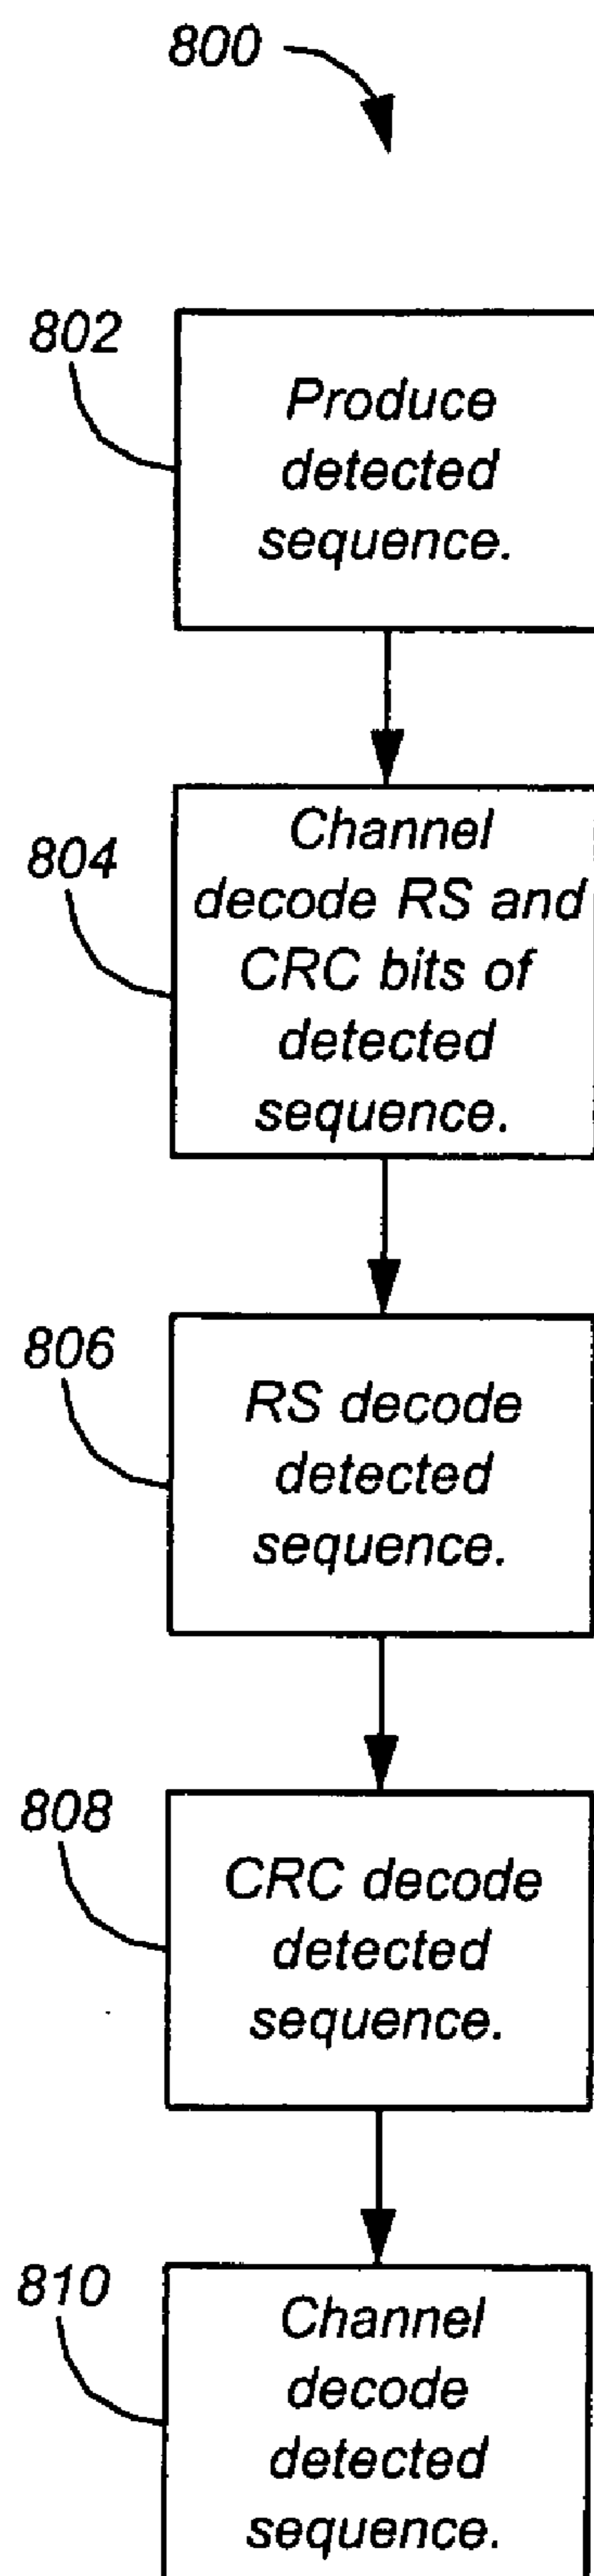 800
802
Produce
detected
sequence.
804
Channel
decode RS and
CRC bits of
detected
sequence.
806
RS decode
detected
sequence.
808
CRC decode
detected
sequence.
810
Channel
decode
detected
sequence.